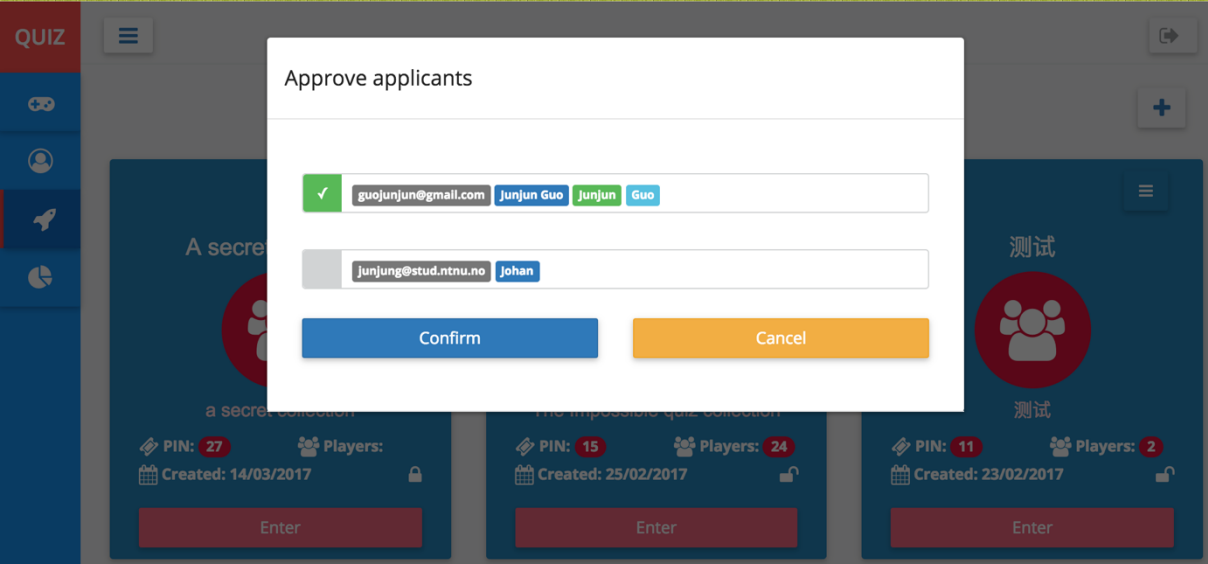 QUIZ
Approve applicants
✓ guojunjun@gmail.com Junjun Guo Junjun Guo
junjung@stud.ntnu.no Johan
Confirm Cancel
A secre
测试
a secret collection
The impossible quiz collection
测试
PIN: 27 Players:
Created: 14/03/2017
Enter
PIN: 15 Players: 24
Created: 25/02/2017
Enter
PIN: 11 Players: 2
Created: 23/02/2017
Enter